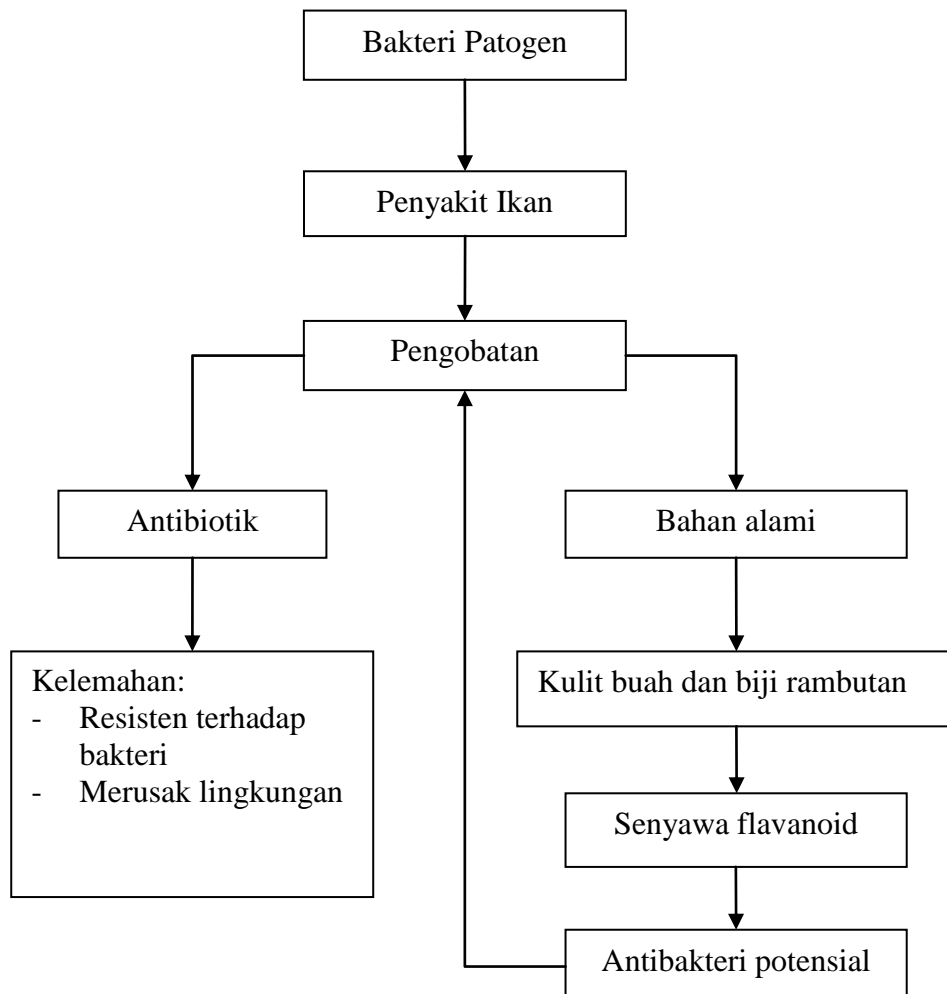 Bakteri Patogen
Penyakit Ikan
Pengobatan
Antibiotik
Bahan alami
Kelemahan:
- Resisten terhadap
bakteri
- Merusak lingkungan
Kulit buah dan biji rambutan
Senyawa flavanoid
Antibakteri potensial